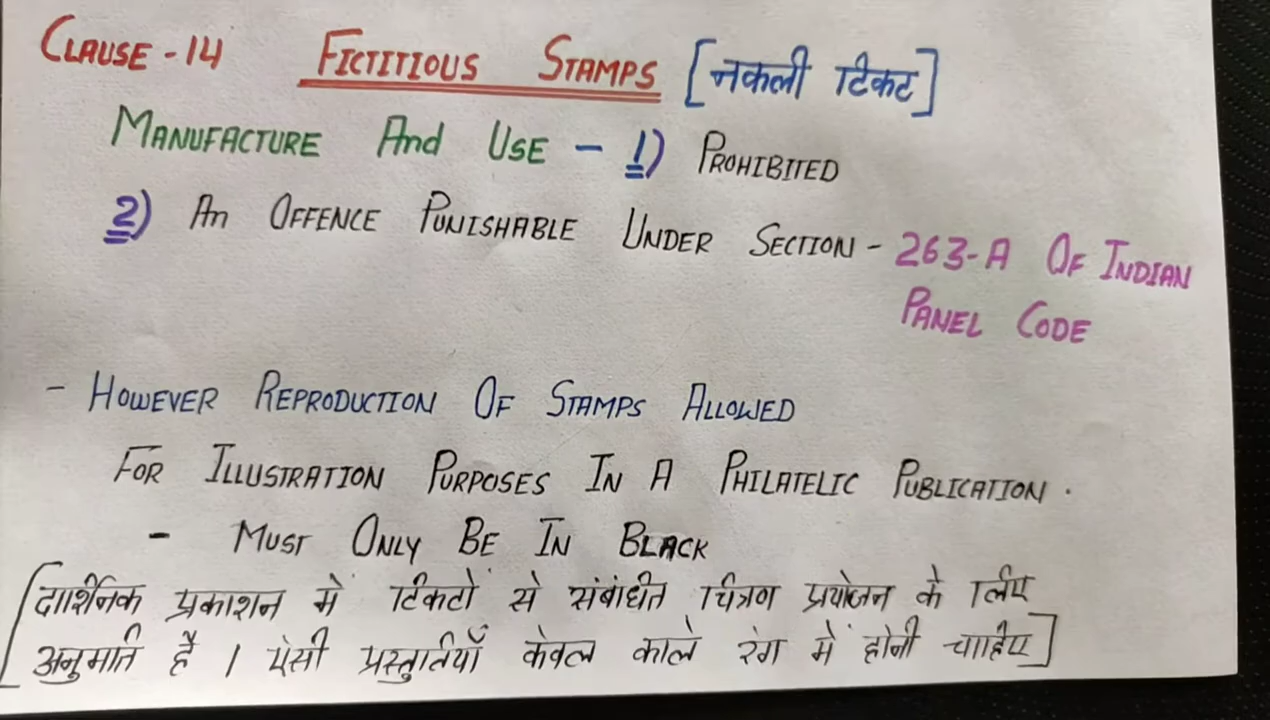 CLAUSE - 14 FICTITIOUS STAMPS [नकली टिकट]
MANUFACTURE And USE - 1) PROHIBITED
2) An OFFENCE PUNISHABLE UNDER SECTION - 263-A OF INDIAN
PANEL CODE
- HOWEVER REPRODUCTION OF STAMPS ALLOWED
FOR ILLUSTRATION PURPOSES IN A PHILATELIC PUBLICATION.
- MUST ONLY BE IN BLACK
[दार्शनिक प्रकाशन में टिकटों से संबंधित चित्रण प्रयोजन के लिए
अनुमति है । ऐसी प्रस्तुतियाँ केवल काले रंग में होनी चाहिए]